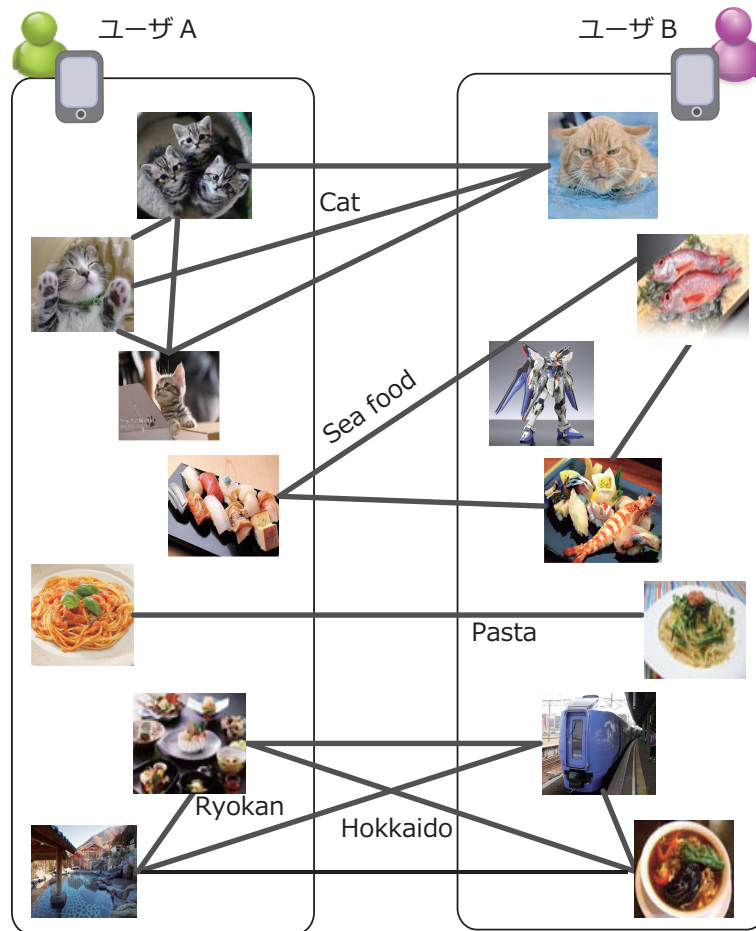 ユーザ A
ユーザ B
Cat
Sea food
Pasta
Ryokan
Hokkaido